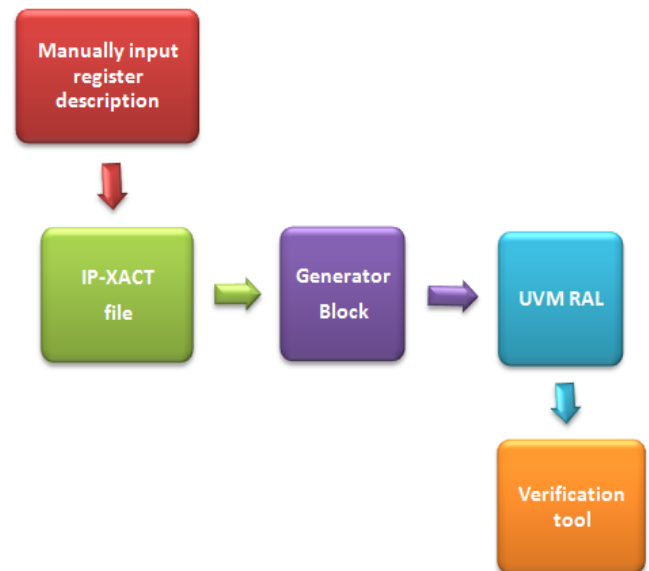 Manually input
register
description
IP-XACT
file
Generator
Block
UVM RAL
Verification
tool